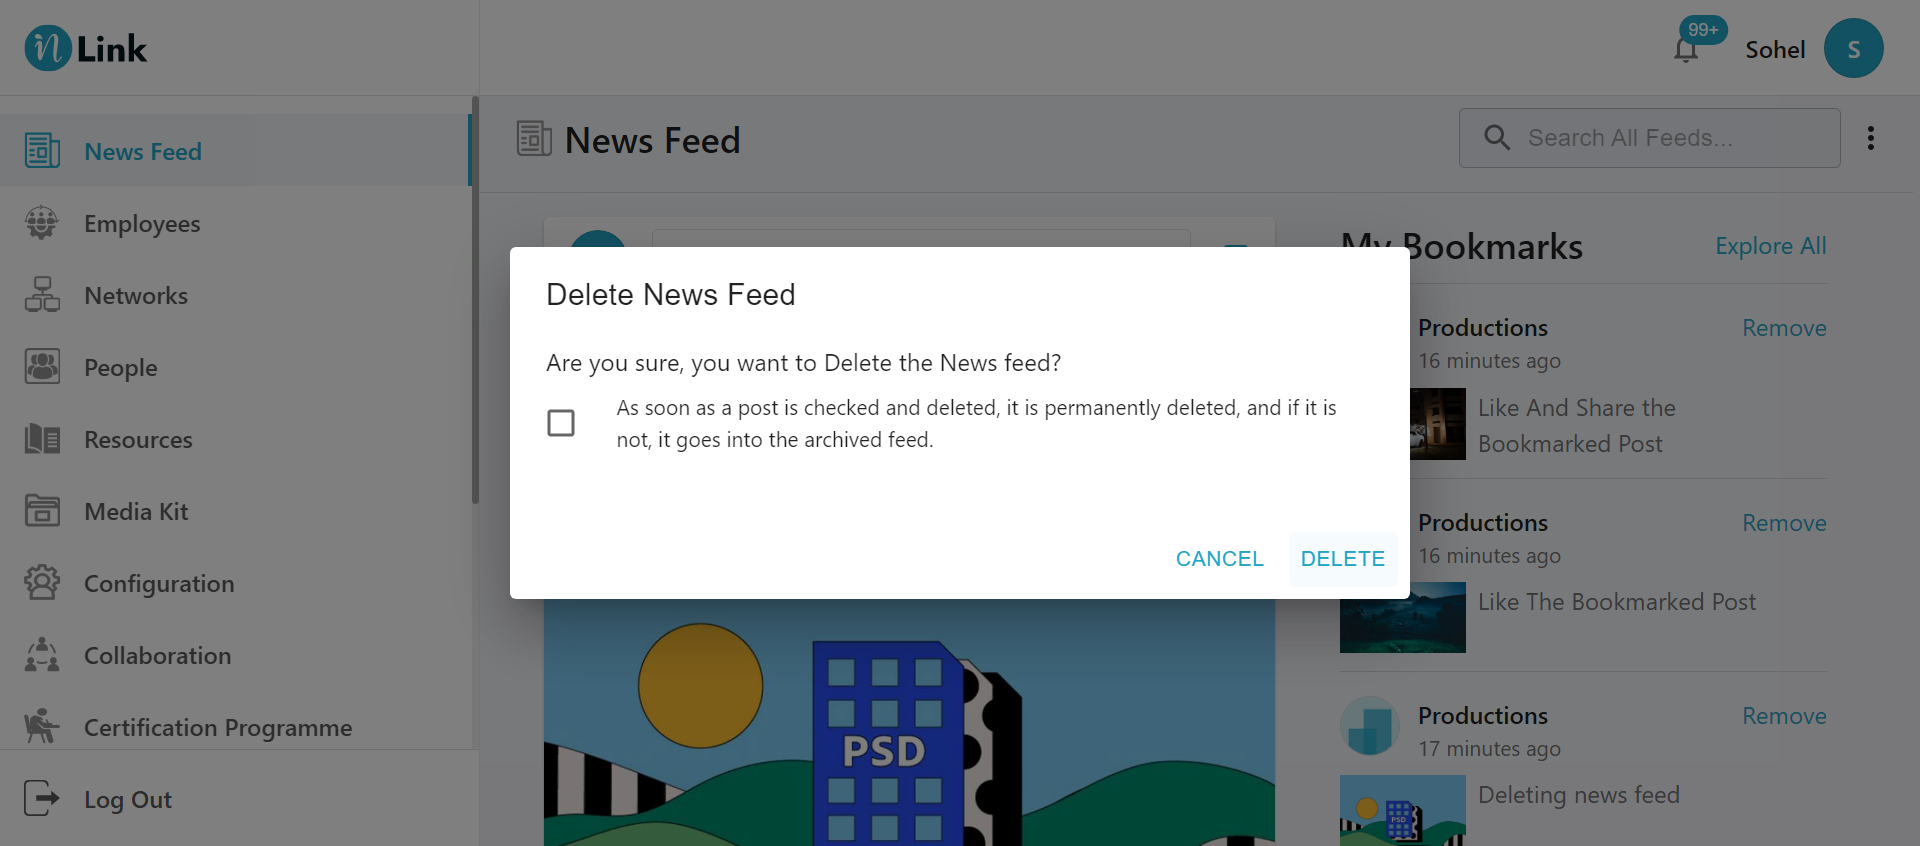 n Link
99+
Sohel
S
News Feed
Employees
Networks
People
Resources
Media Kit
Configuration
Collaboration
Certification Programme
Log Out
News Feed
Search All Feeds...
Delete News Feed
Are you sure, you want to Delete the News feed?
As soon as a post is checked and deleted, it is permanently deleted, and if it is
not, it goes into the archived feed.
CANCEL
DELETE
PSD
My Bookmarks
Explore All
Productions
Remove
16 minutes ago
Like And Share the
Bookmarked Post
Productions
Remove
16 minutes ago
Like The Bookmarked Post
Productions
Remove
17 minutes ago
Deleting news feed
PSD